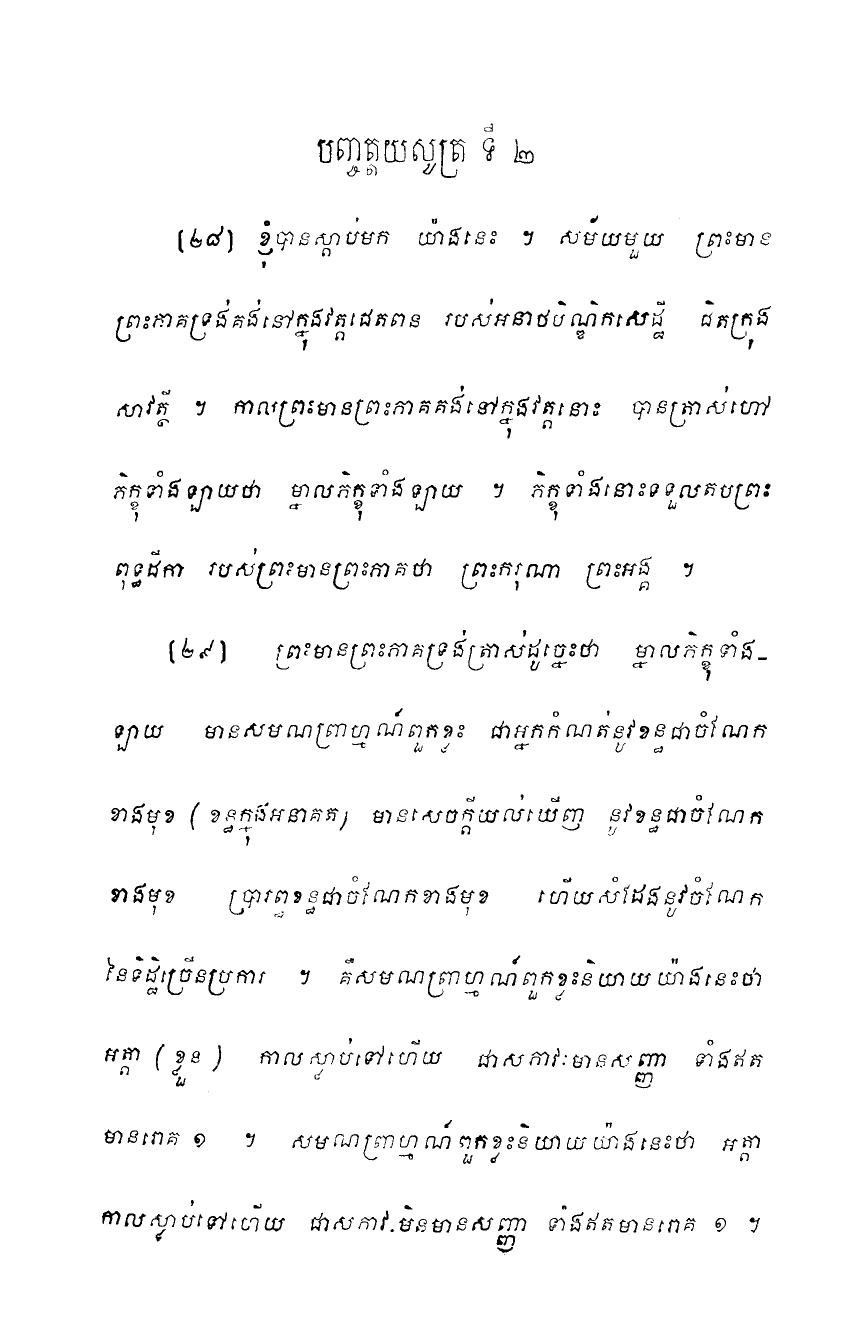 បញ្ចត្តយសូត្រ ទី ២
[២៨] ខ្ញុំបានស្តាប់មក យ៉ាងនេះ ។ សម័យមួយ ព្រះមាន
ព្រះភាគទ្រង់គង់នៅក្នុងវត្តជេតពន របស់អនាថបិណ្ឌិកសេដ្ឋី ជិតក្រុង
សាវត្ថី ។ កាលព្រះមានព្រះភាគគង់នៅក្នុងវត្តនោះ បានត្រាស់ហៅ
ភិក្ខុទាំងឡាយថា ម្នាលភិក្ខុទាំងឡាយ ។ ភិក្ខុទាំងនោះទទួលតបព្រះ
ពុទ្ធដីកា របស់ព្រះមានព្រះភាគថា ព្រះករុណា ព្រះអង្គ ។
[២៩] ព្រះមានព្រះភាគទ្រង់ត្រាស់ដូច្នេះថា ម្នាលភិក្ខុទាំង-
ឡាយ មានសមណព្រាហ្មណ៍ពួកខ្លះ ជាអ្នកកំណត់នូវខន្ធជាចំណែក
ខាងមុខ (ខន្ធក្នុងអនាគត) មានសេចក្តីយល់ឃើញ នូវខន្ធជាចំណែក
ខាងមុខ ប្រារព្ធខន្ធជាចំណែកខាងមុខ ហើយសំដែងនូវចំណែក
នៃទិដ្ឋិច្រើនប្រការ ។ គឺសមណព្រាហ្មណ៍ពួកខ្លះនិយាយយ៉ាងនេះថា
អត្តា (ខ្លួន) កាលស្លាប់ទៅហើយ ជាសភាវៈមានសញ្ញា ទាំងឥត
មានរោគ ១ ។ សមណព្រាហ្មណ៍ពួកខ្លះនិយាយយ៉ាងនេះថា អត្តា
កាលស្លាប់ទៅហើយ ជាសភាវៈមិនមានសញ្ញា ទាំងឥតមានរោគ ១ ។